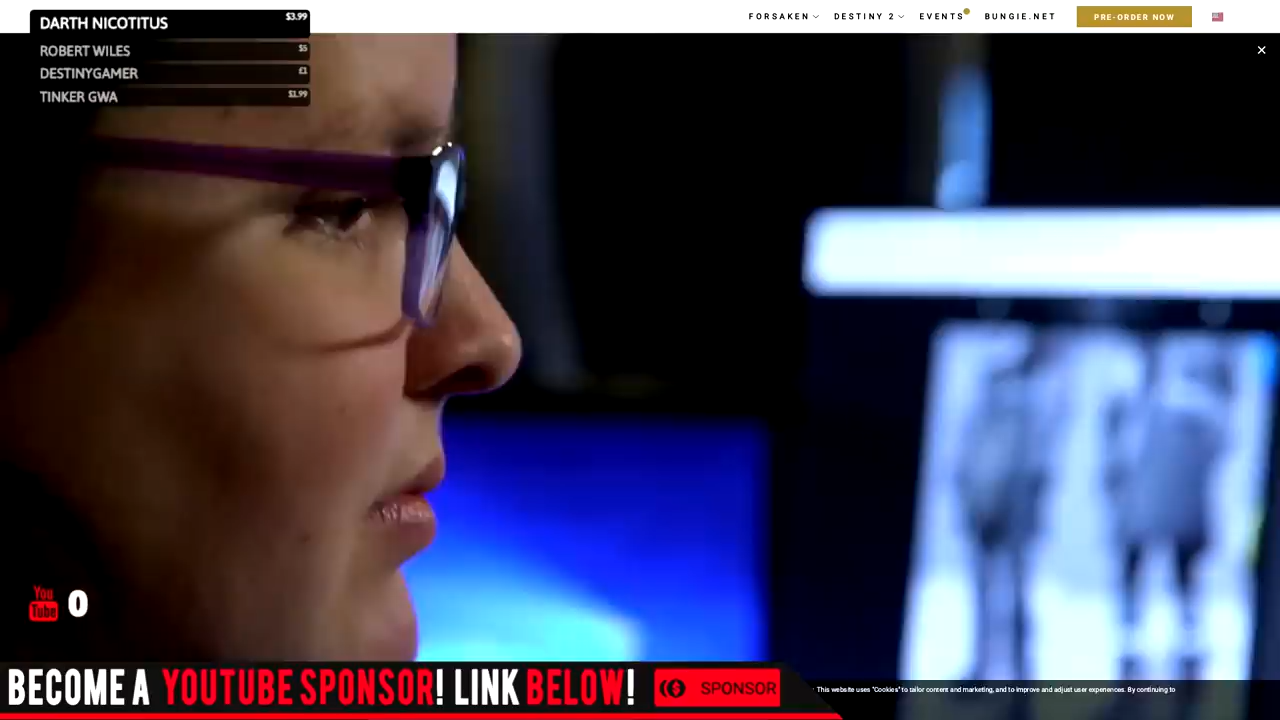 DARTH NICOTITUS $3.99
ROBERT WILES $5
DESTINYGAMER £1
TINKER GWA $1.99
FORSAKEN DESTINY 2 EVENTS BUNGIE.NET PRE-ORDER NOW
You
Tube 0
BECOME A YOUTUBE SPONSOR! LINK BELOW! SPONSOR
This website uses "Cookies" to tailor content and marketing, and to improve and adjust user experiences. By continuing to